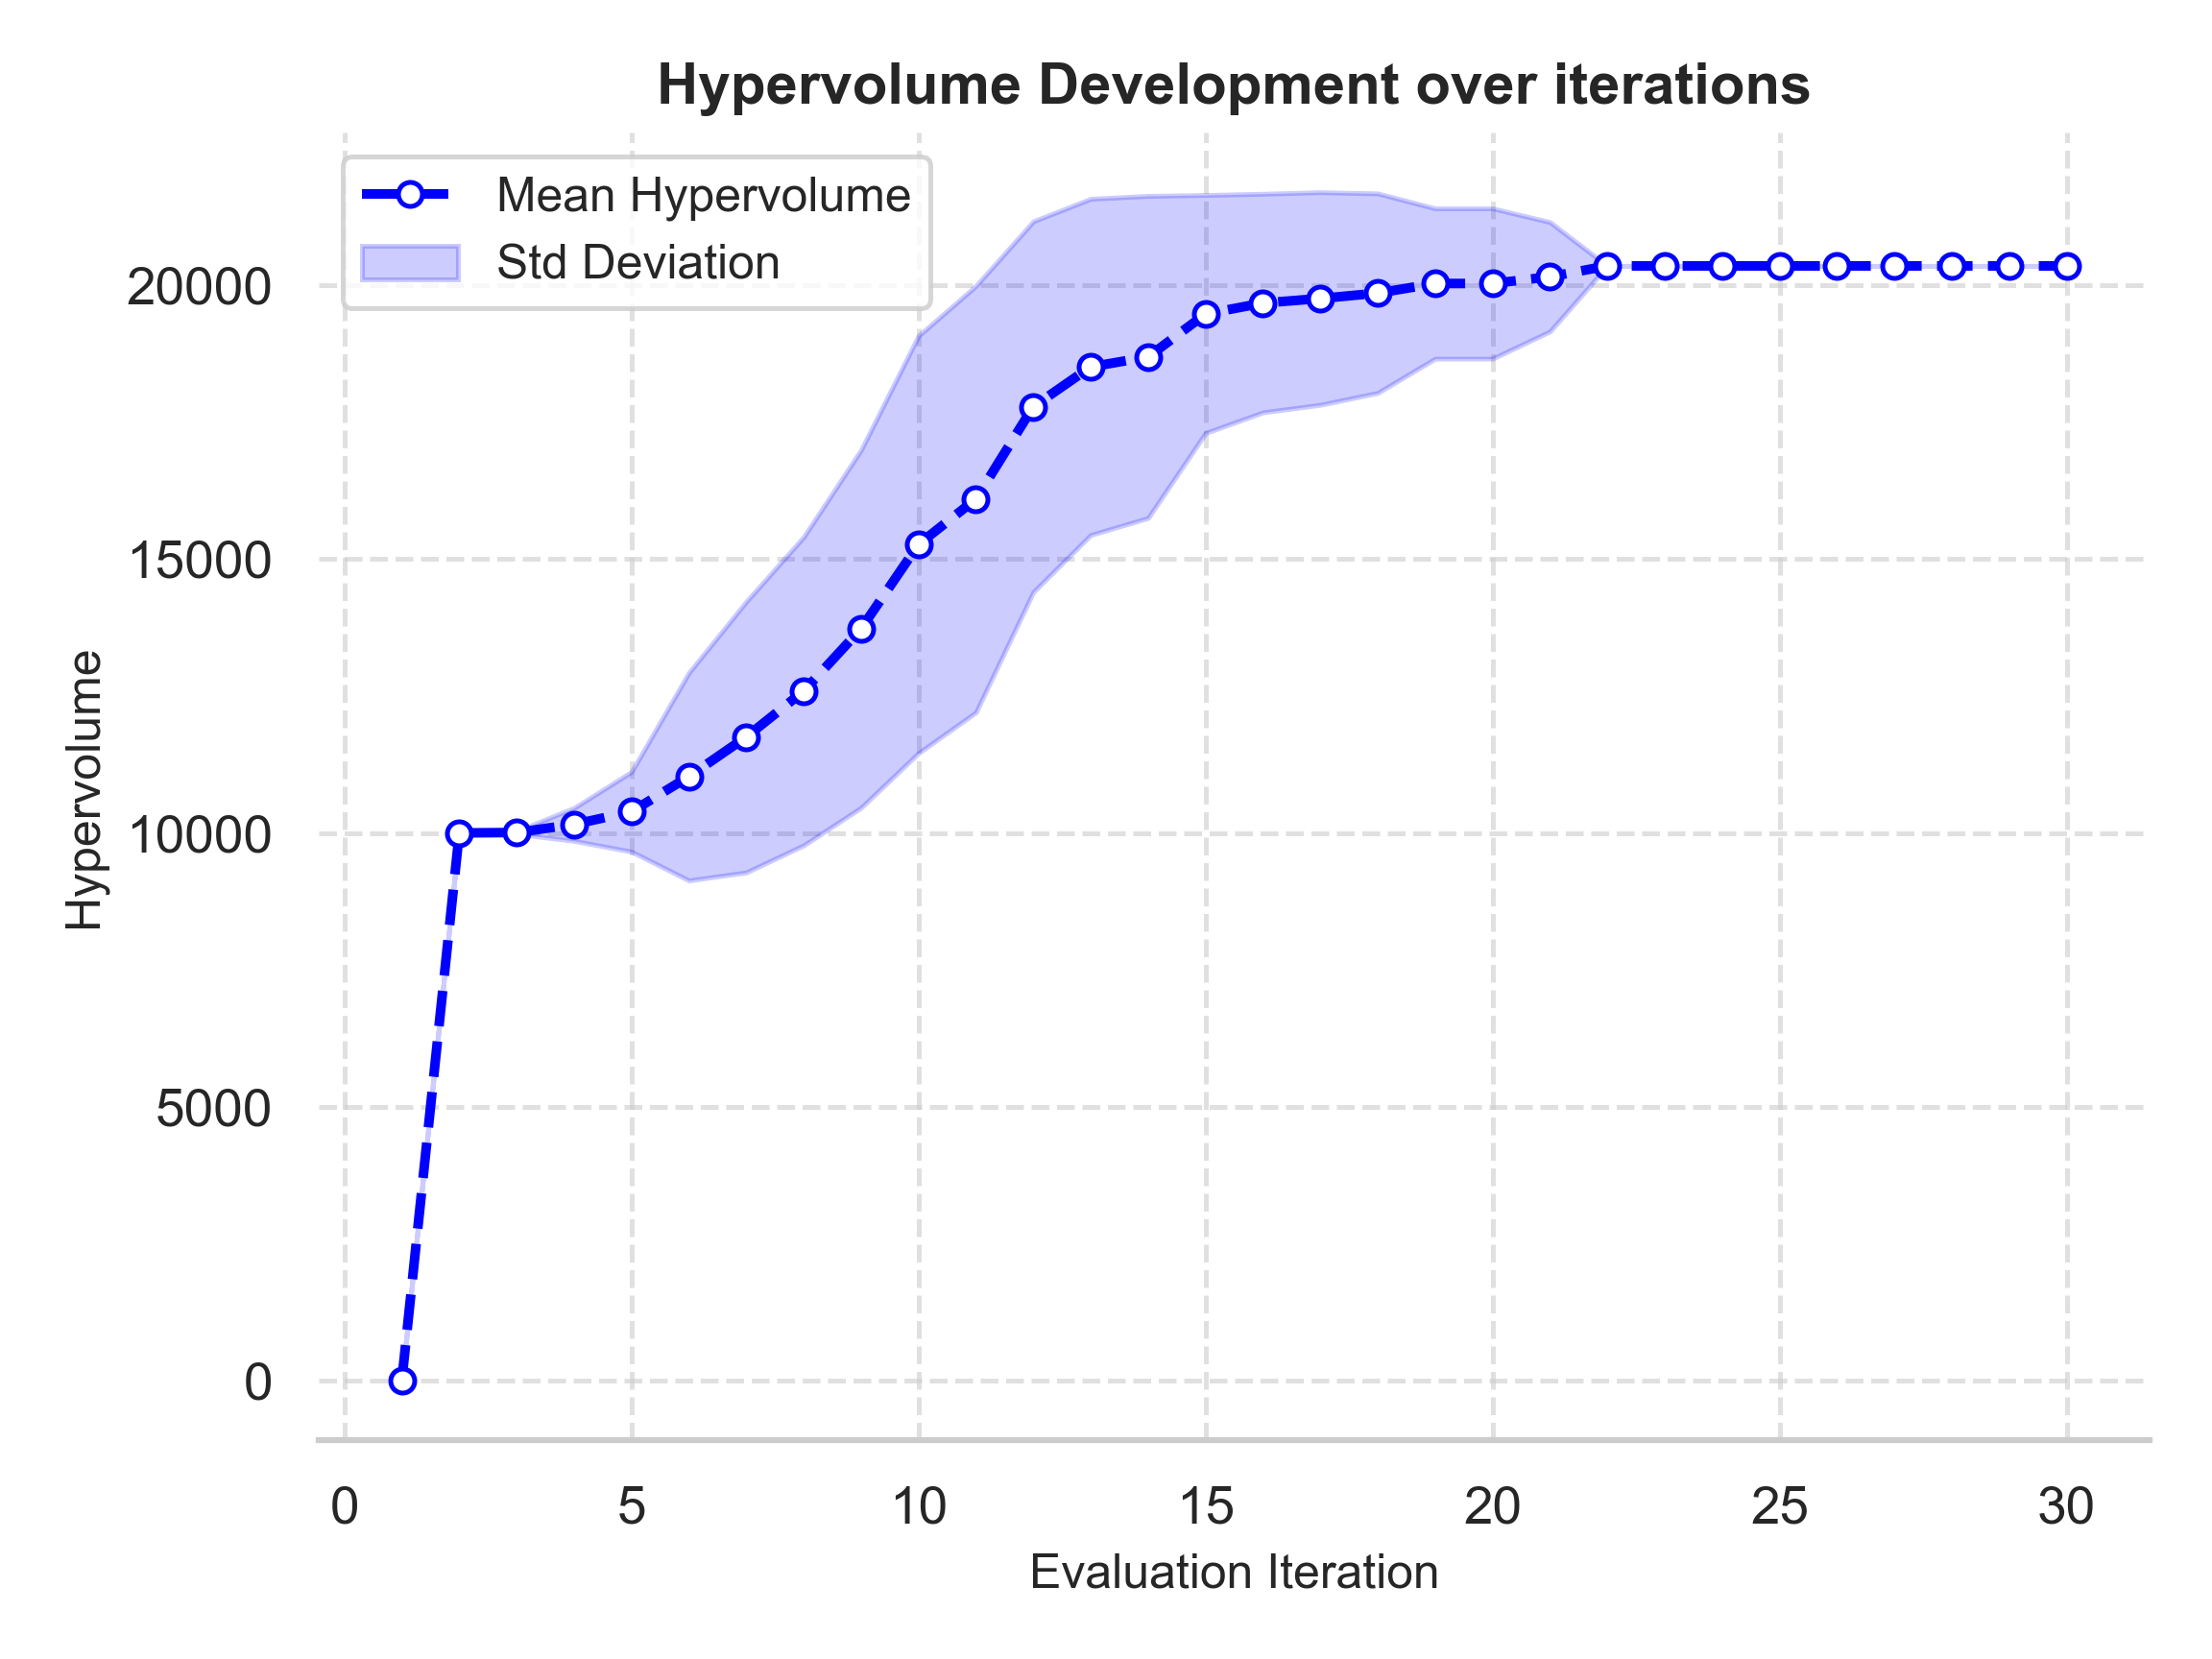 Hypervolume Development over iterations
Mean Hypervolume
Std Deviation
20000
15000
10000
5000
0
Hypervolume
0 5 10 15 20 25 30
Evaluation Iteration